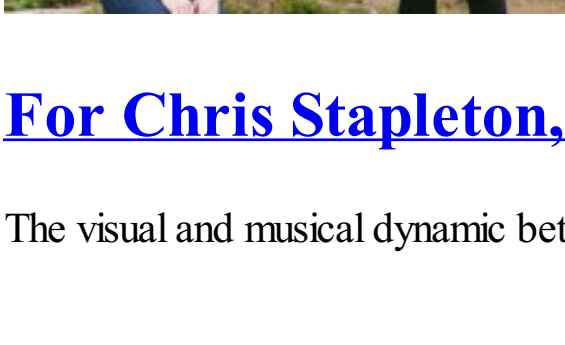 For Chris Stapleton,
The visual and musical dynamic bet